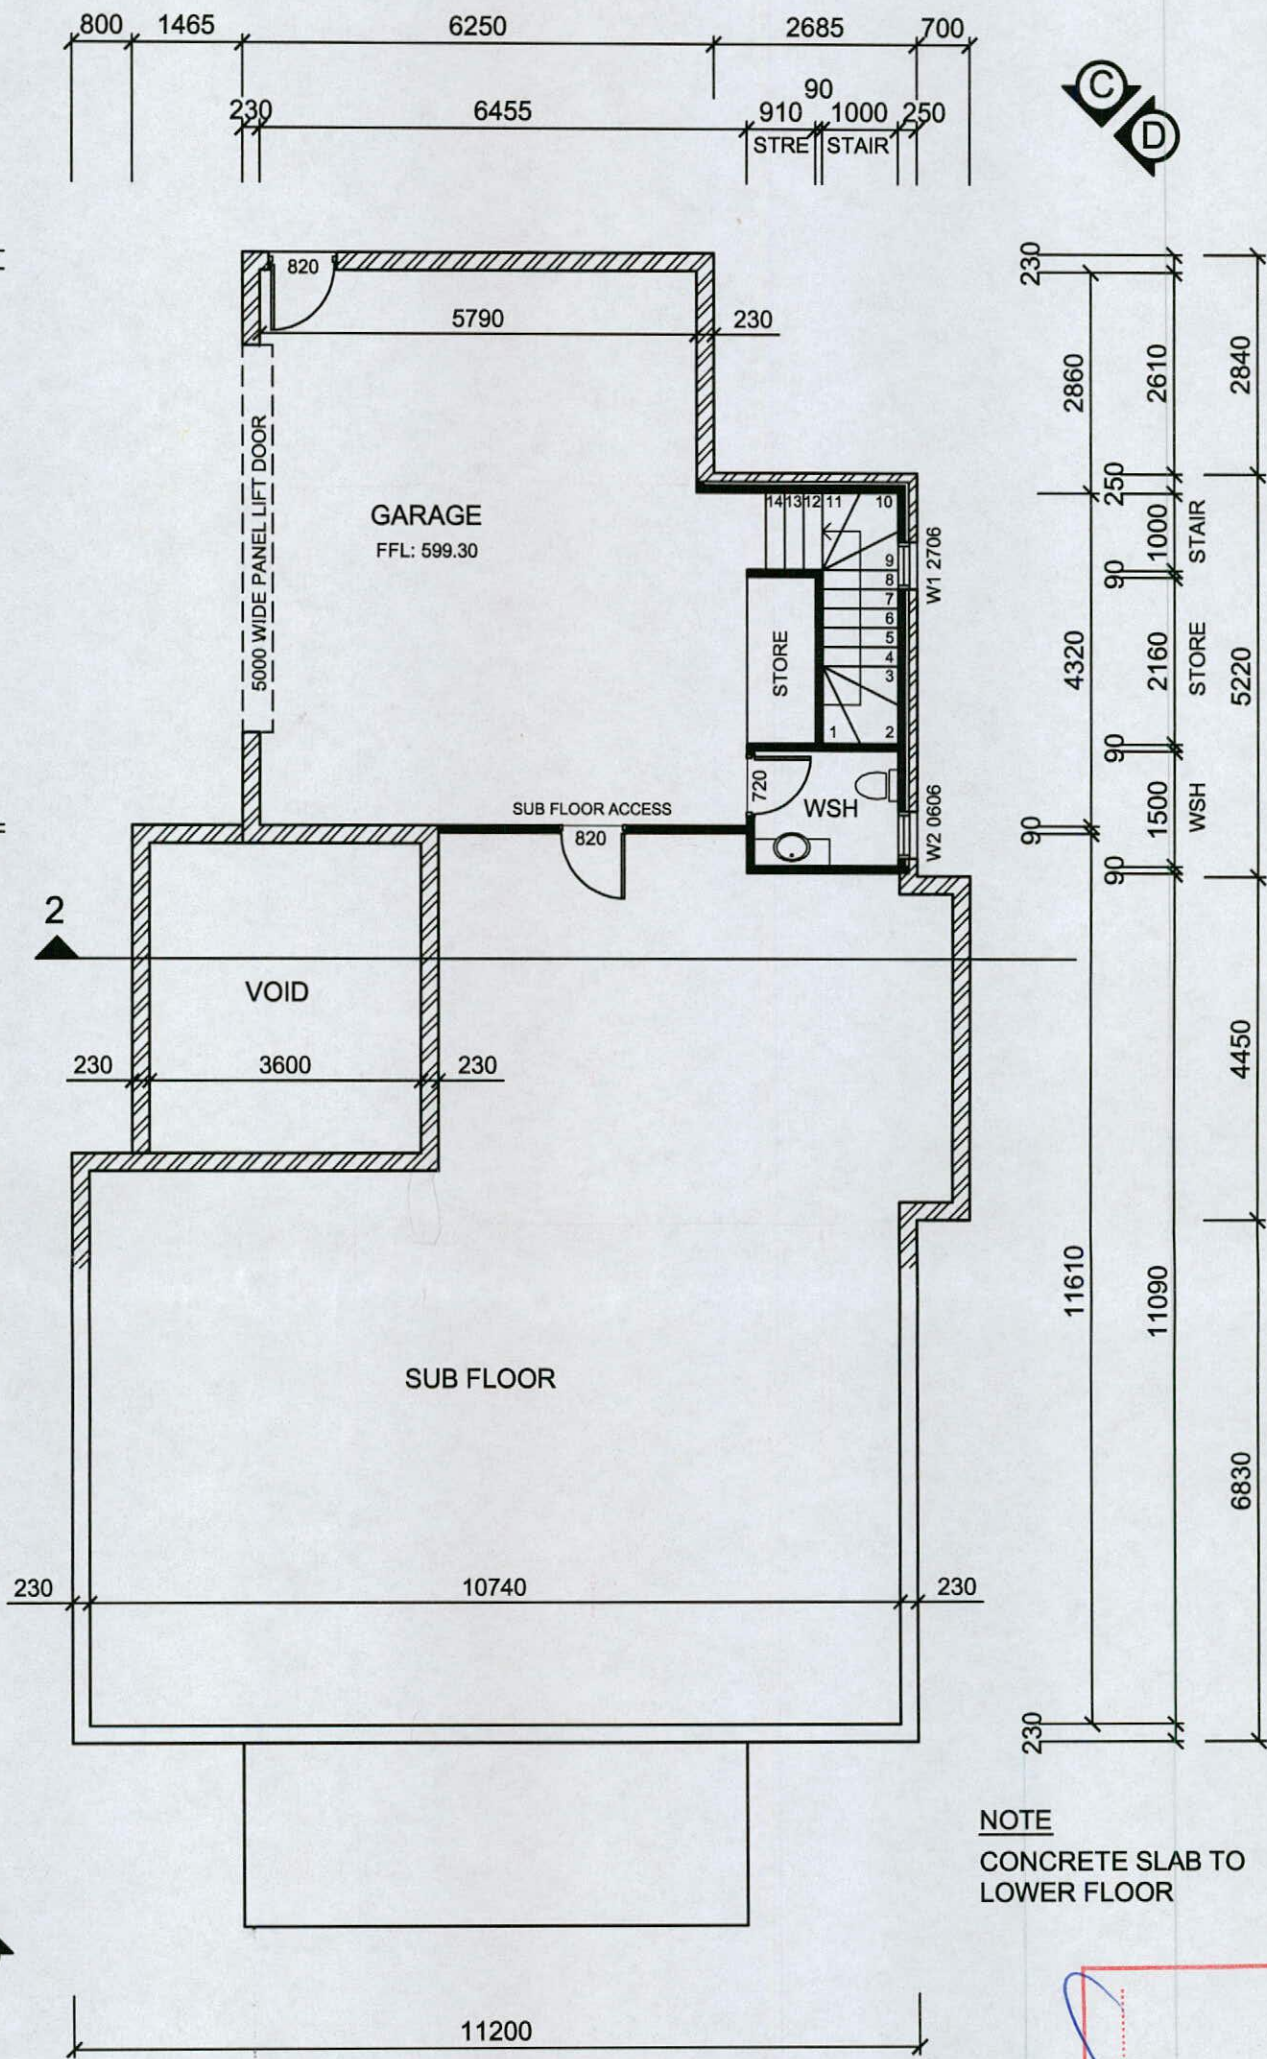 800 1465 6250 2685 700
90
230 6455 910 1000 250
STRE STAIR
C
D
820
5790 230
230
2860
2610
2840
5000 WIDE PANEL LIFT DOOR
GARAGE
FFL: 599.30
14 13 12 11 10
9
8
7
6
5
4
3
1 2
W1 2706
STORE
250
1000 STAIR
90
4320
2160 STORE
5220
90
720
WSH
W2 0606
SUB FLOOR ACCESS
820
1500 WSH
90
90
2
VOID
230 3600 230
4450
11610
11090
SUB FLOOR
6830
230 10740 230
230
NOTE
CONCRETE SLAB TO
LOWER FLOOR
11200